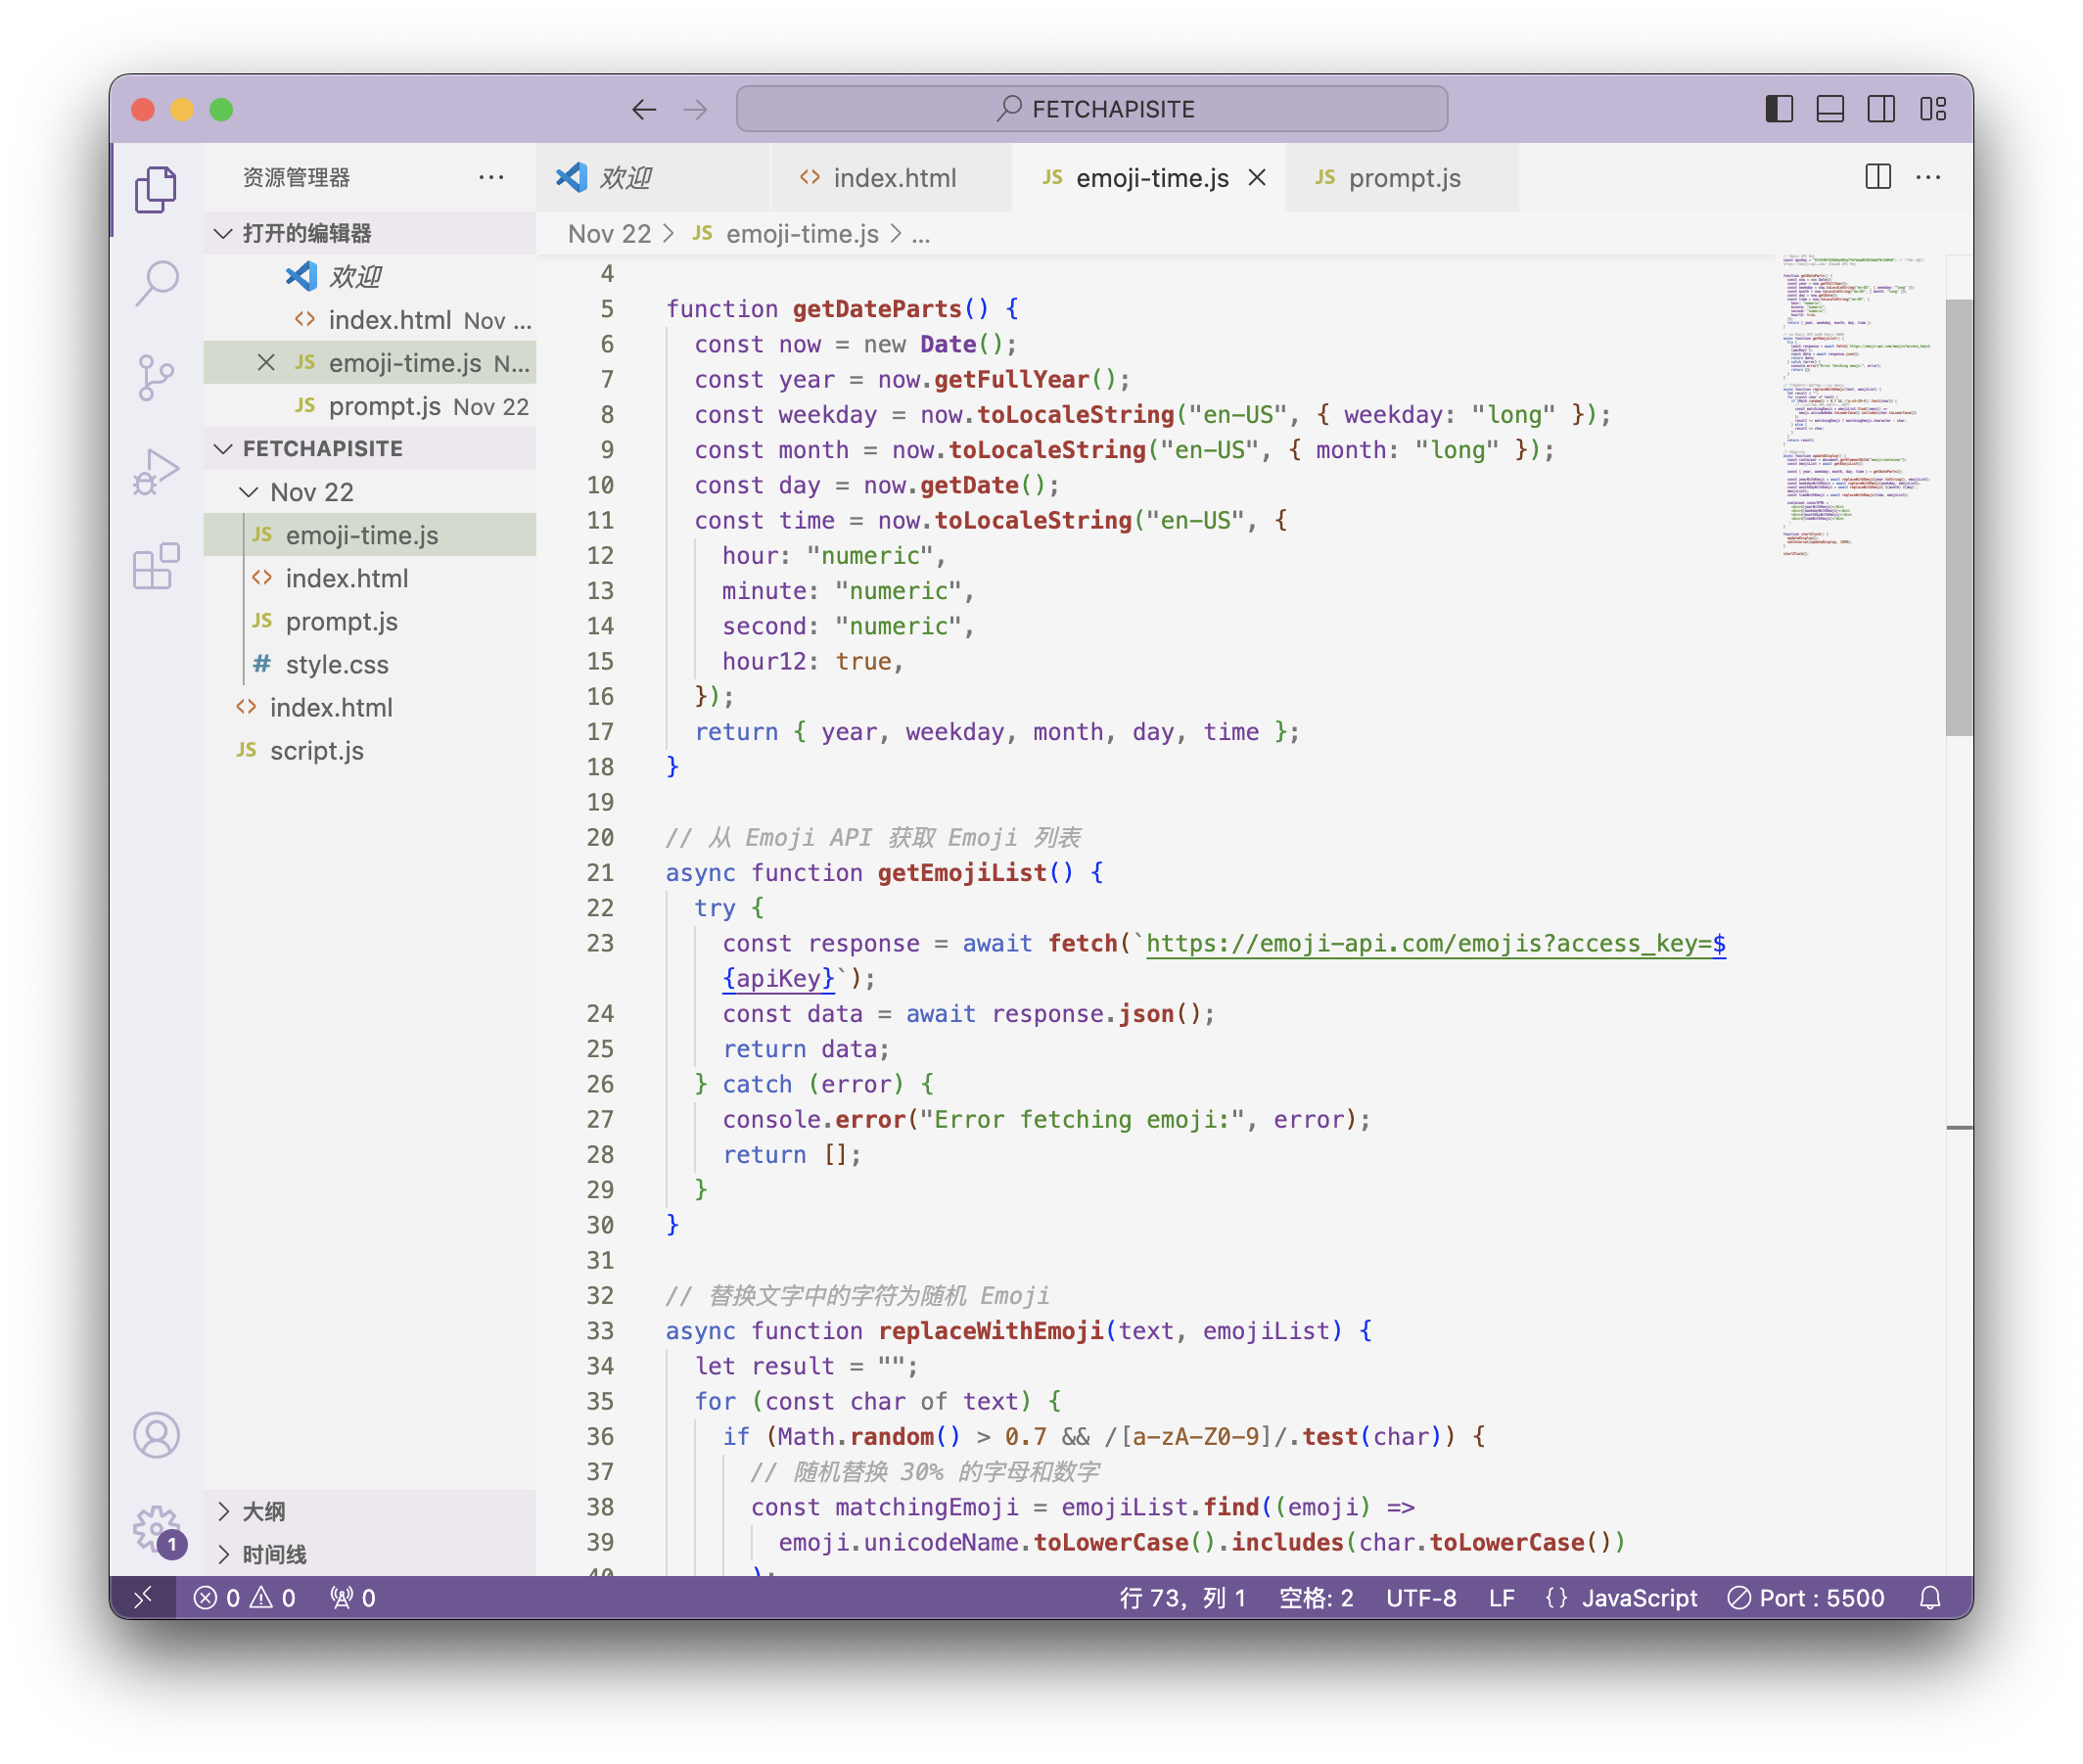 FETCHAPISITE
资源管理器
欢迎
index.html
JS emoji-time.js
JS prompt.js
打开的编辑器
欢迎
index.html Nov ...
JS emoji-time.js N...
JS prompt.js Nov 22
FETCHAPISITE
Nov 22
JS emoji-time.js
index.html
JS prompt.js
# style.css
index.html
JS script.js
大纲
时间线
1
Nov 22 > JS emoji-time.js > ...
4
5 function getDateParts() {
6 const now = new Date();
7 const year = now.getFullYear();
8 const weekday = now.toLocaleString("en-US", { weekday: "long" });
9 const month = now.toLocaleString("en-US", { month: "long" });
10 const day = now.getDate();
11 const time = now.toLocaleString("en-US", {
12 hour: "numeric",
13 minute: "numeric",
14 second: "numeric",
15 hour12: true,
16 });
17 return { year, weekday, month, day, time };
18 }
19
20 // 从 Emoji API 获取 Emoji 列表
21 async function getEmojiList() {
22 try {
23 const response = await fetch(`https://emoji-api.com/emojis?access_key=$
{apiKey}`);
24 const data = await response.json();
25 return data;
26 } catch (error) {
27 console.error("Error fetching emoji:", error);
28 return [];
29 }
30 }
31
32 // 替换文字中的字符为随机 Emoji
33 async function replaceWithEmoji(text, emojiList) {
34 let result = "";
35 for (const char of text) {
36 if (Math.random() > 0.7 && /[a-zA-Z0-9]/.test(char)) {
37 // 随机替换 30% 的字母和数字
38 const matchingEmoji = emojiList.find((emoji) =>
39 emoji.unicodeName.toLowerCase().includes(char.toLowerCase())
40 );
0 0 0
行 73，列 1 空格: 2 UTF-8 LF {} JavaScript Port : 5500